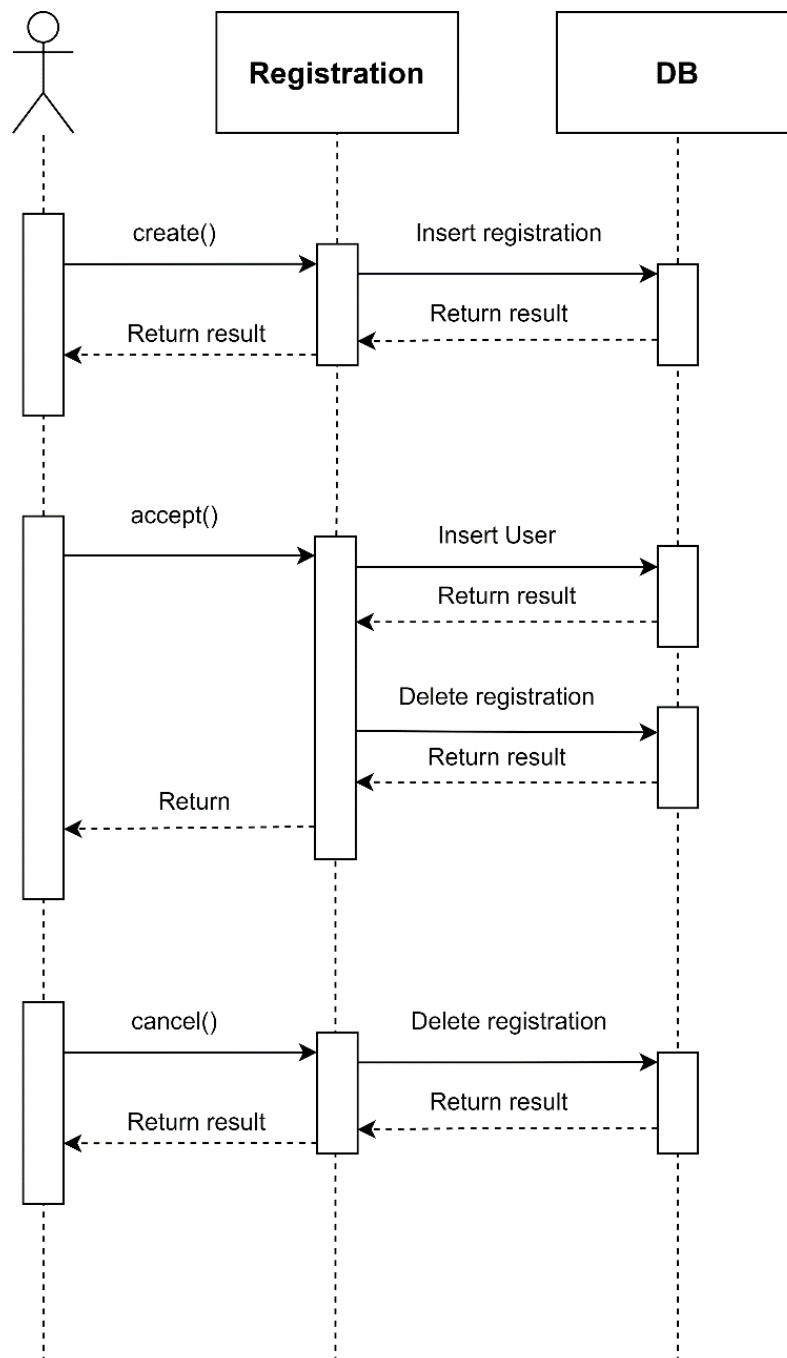 Registration
DB
create()
Insert registration
Return result
Return result
accept()
Insert User
Return result
Delete registration
Return result
Return
cancel()
Delete registration
Return result
Return result